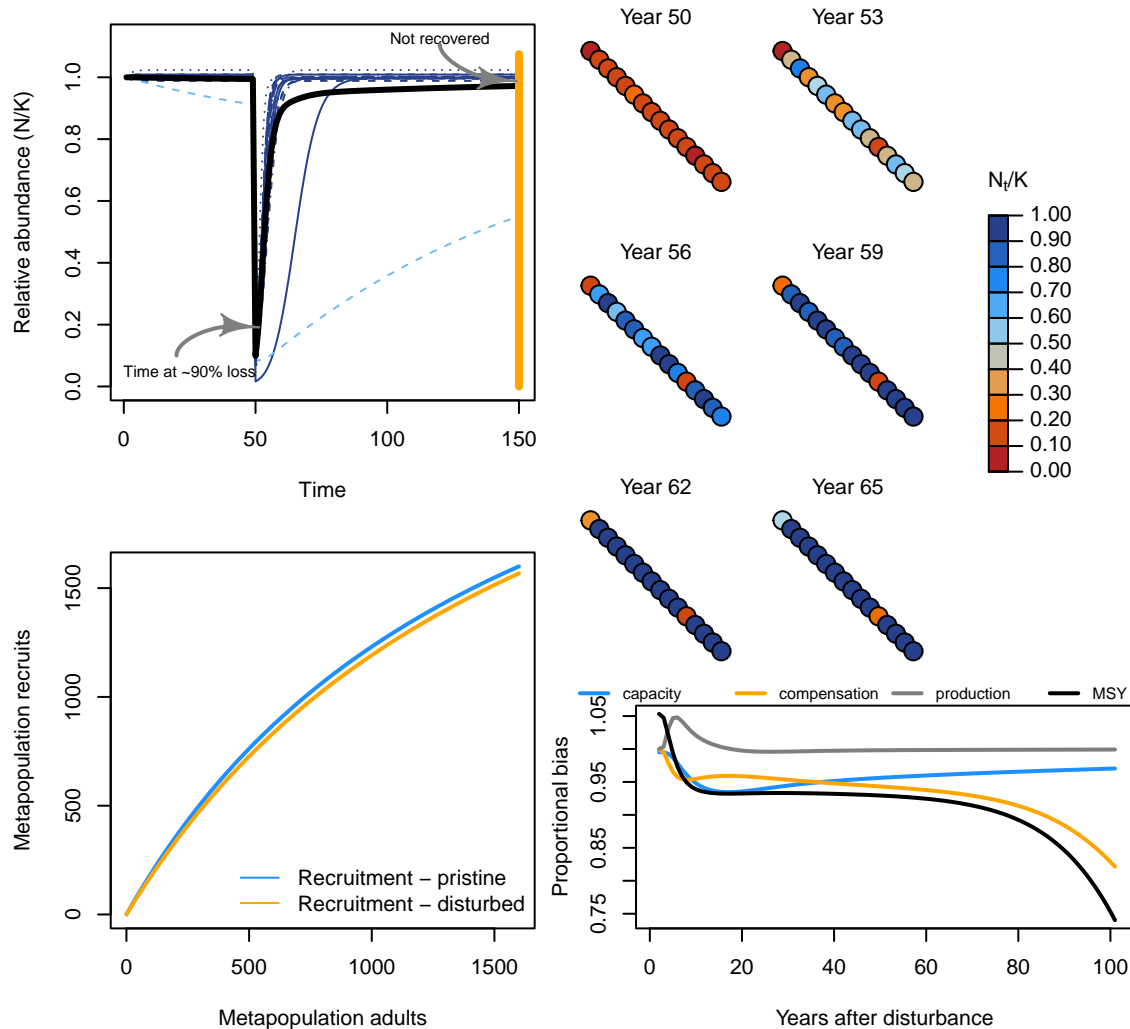 Not recovered
Time at ~90% loss
Relative abundance (N/K)
0.0
0.2
0.4
0.6
0.8
1.0
0
50
100
150
Time
Year 50
Year 53
Year 56
Year 59
Year 62
Year 65
Nt/K
1.00
0.90
0.80
0.70
0.60
0.50
0.40
0.30
0.20
0.10
0.00
Metapopulation recruits
0
500
1000
1500
Recruitment − pristine
Recruitment − disturbed
0
500
1000
1500
Metapopulation adults
capacity
compensation
production
MSY
Proportional bias
0.75
0.85
0.95
1.05
0
20
40
60
80
100
Years after disturbance